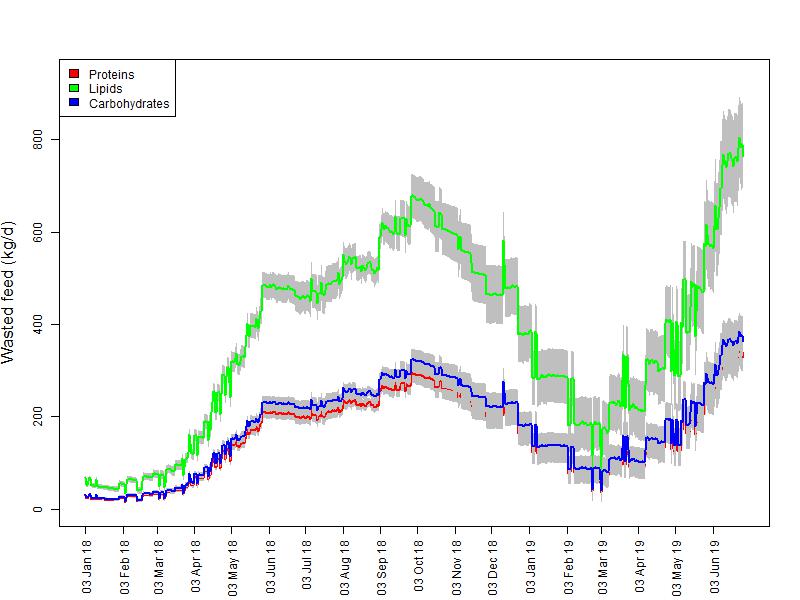 Proteins
Lipids
Carbohydrates
Wasted feed (kg/d)
800
600
400
200
0
03 Jan 18
03 Feb 18
03 Mar 18
03 Apr 18
03 May 18
03 Jun 18
03 Jul 18
03 Aug 18
03 Sep 18
03 Oct 18
03 Nov 18
03 Dec 18
03 Jan 19
03 Feb 19
03 Mar 19
03 Apr 19
03 May 19
03 Jun 19